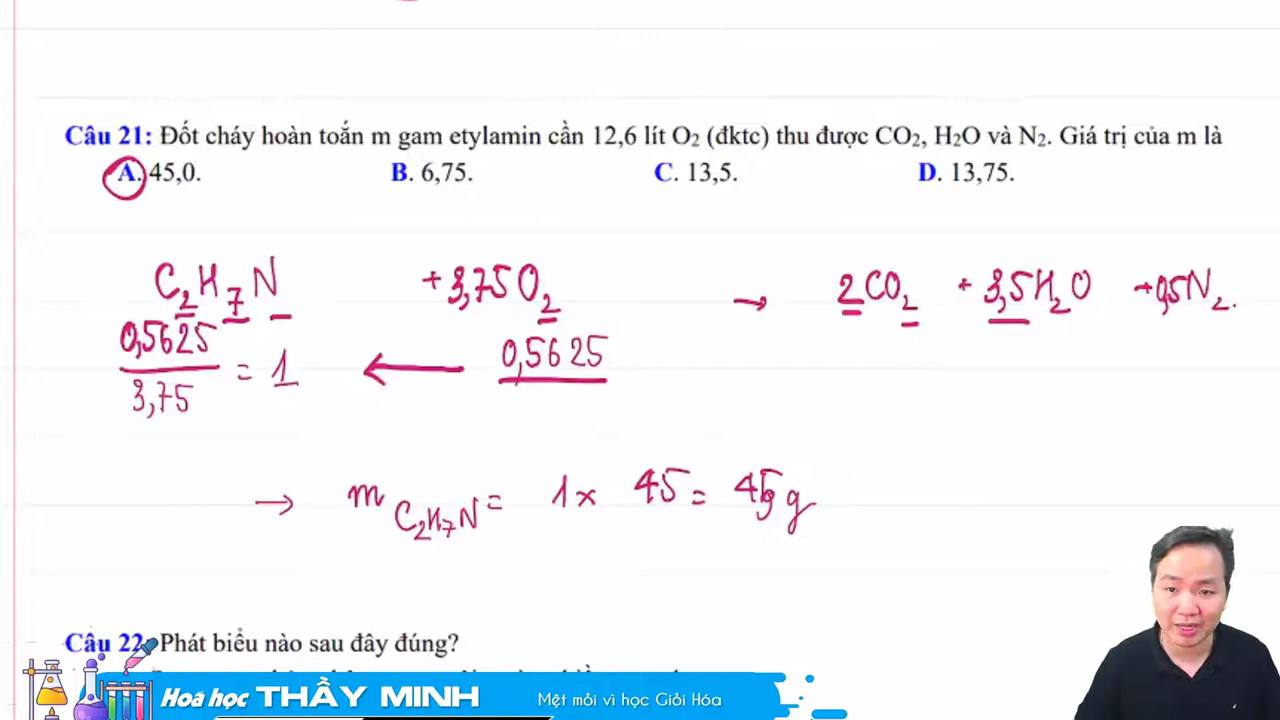 Câu 21: Đốt cháy hoàn toắn m gam etylamin cần 12,6 lít O₂ (đktc) thu được CO₂, H₂O và N₂. Giá trị của m là
A. 45,0. B. 6,75. C. 13,5. D. 13,75.
C₂H₇N +3,75O₂ → 2CO₂ + 3,5H₂O +0,5N₂.
0,5625/3,75 = 1 ← 0,5625
→ m C₂H₇N = 1 x 45 = 45 g
Câu 22: Phát biểu nào sau đây đúng?
Hoá học THẦY MINH Mệt mỏi vì học Giỏi Hóa